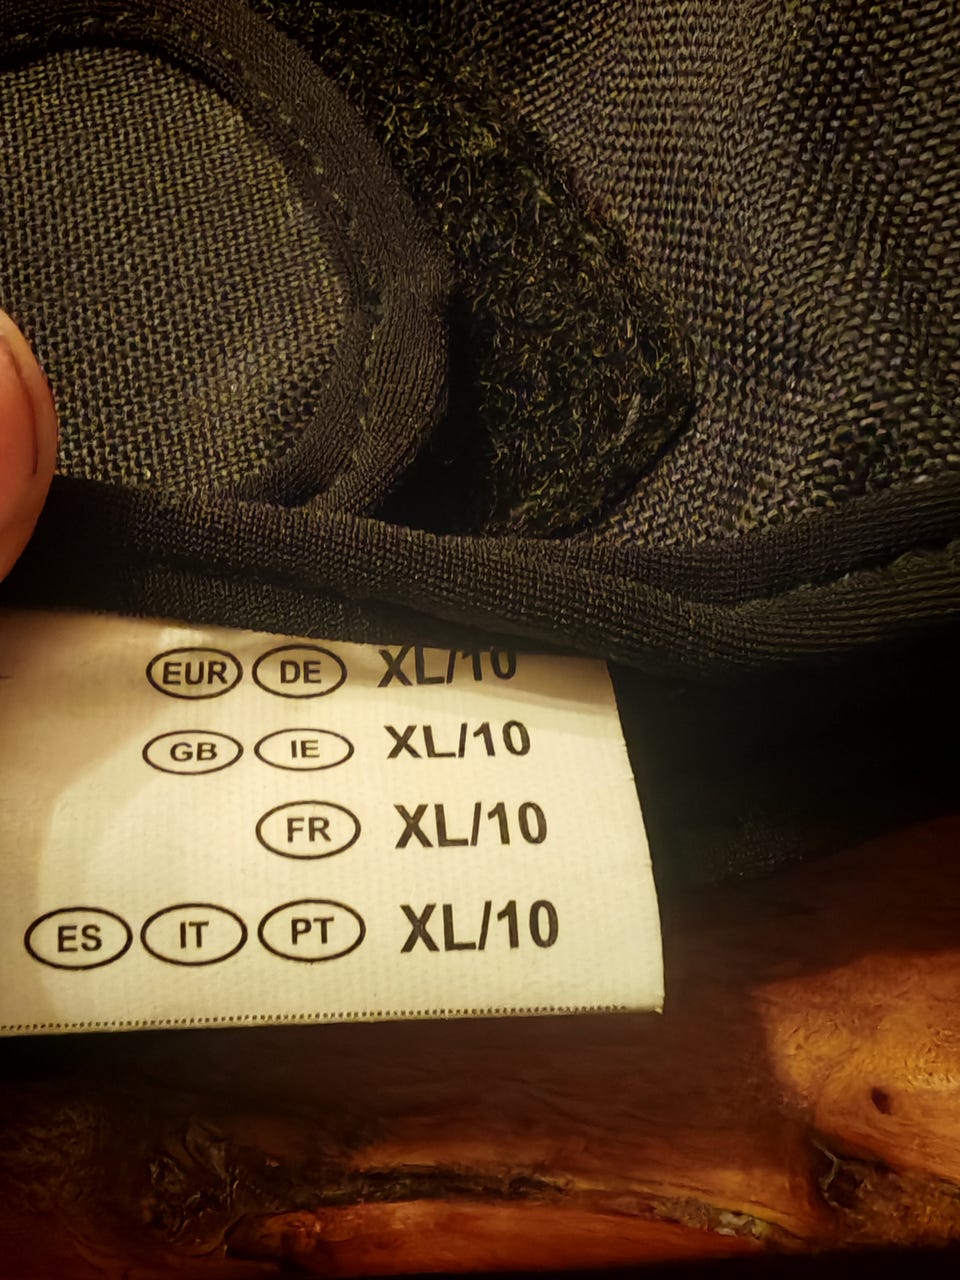 EUR DE XL/10
GB IE XL/10
FR XL/10
ES IT PT XL/10